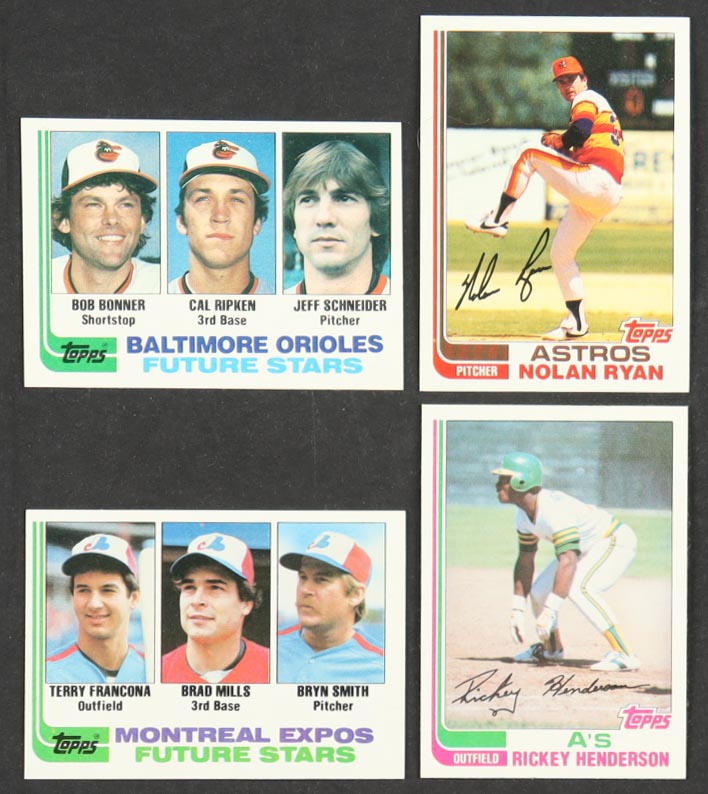 BOB BONNER
Shortstop
CAL RIPKEN
3rd Base
JEFF SCHNEIDER
Pitcher
Topps
BALTIMORE ORIOLES
FUTURE STARS
Nolan Ryan
Topps
ASTROS
PITCHER NOLAN RYAN
TERRY FRANCONA
Outfield
BRAD MILLS
3rd Base
BRYN SMITH
Pitcher
Topps
MONTREAL EXPOS
FUTURE STARS
Rickey Henderson
Topps
A'S
OUTFIELD RICKEY HENDERSON